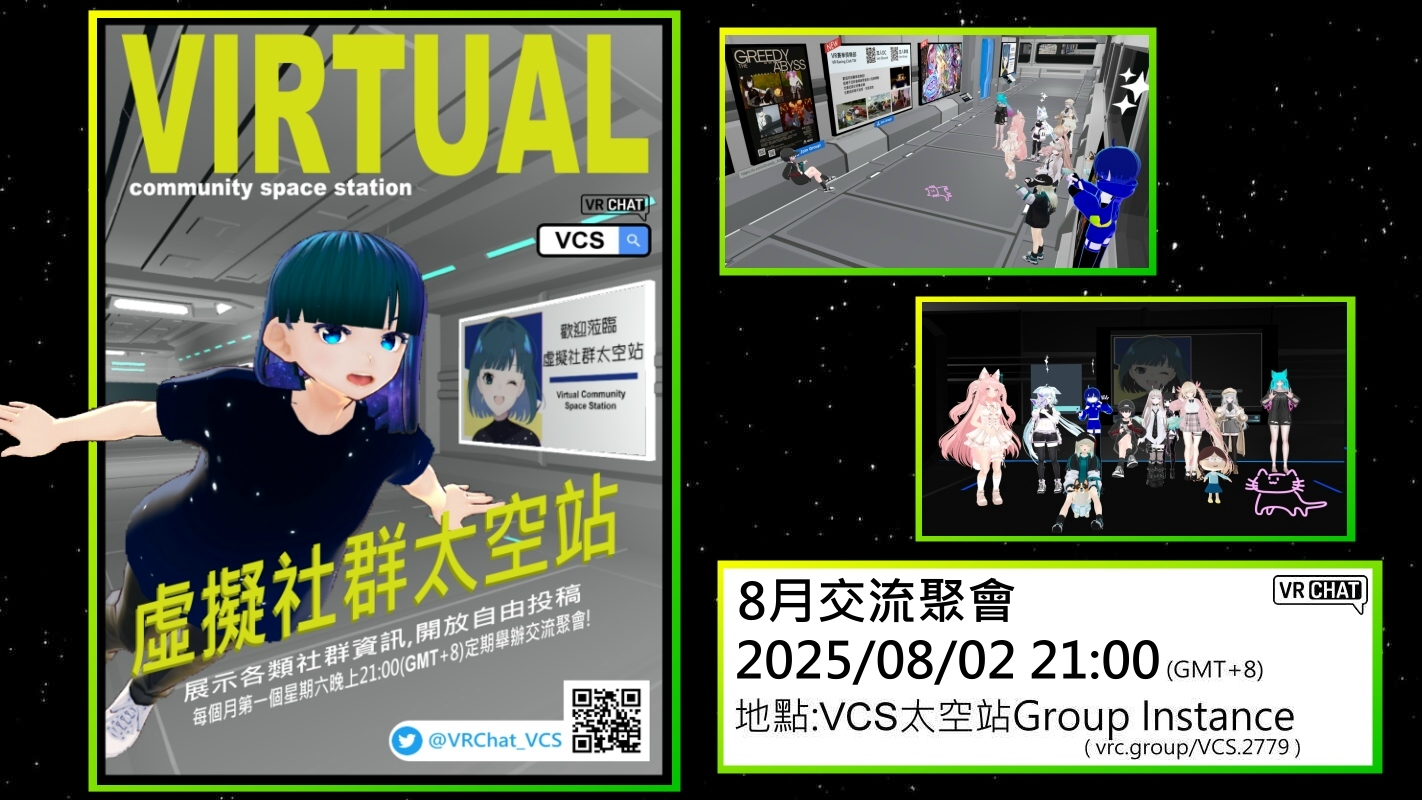 VIRTUAL
community space station
VR CHAT
VCS
歡迎蒞臨
虛擬社群太空站
Virtual Community
Space Station
虛擬社群太空站
展示各類社群資訊,開放自由投稿
每個月第一個星期六晚上21:00(GMT+8)定期舉辦交流聚會!
@VRChat_VCS
GREEDY
THE ABYSS
NEW
NEW
Join Group
8月交流聚會
VR CHAT
2025/08/02 21:00 (GMT+8)
地點:VCS太空站Group Instance
( vrc.group/VCS.2779 )